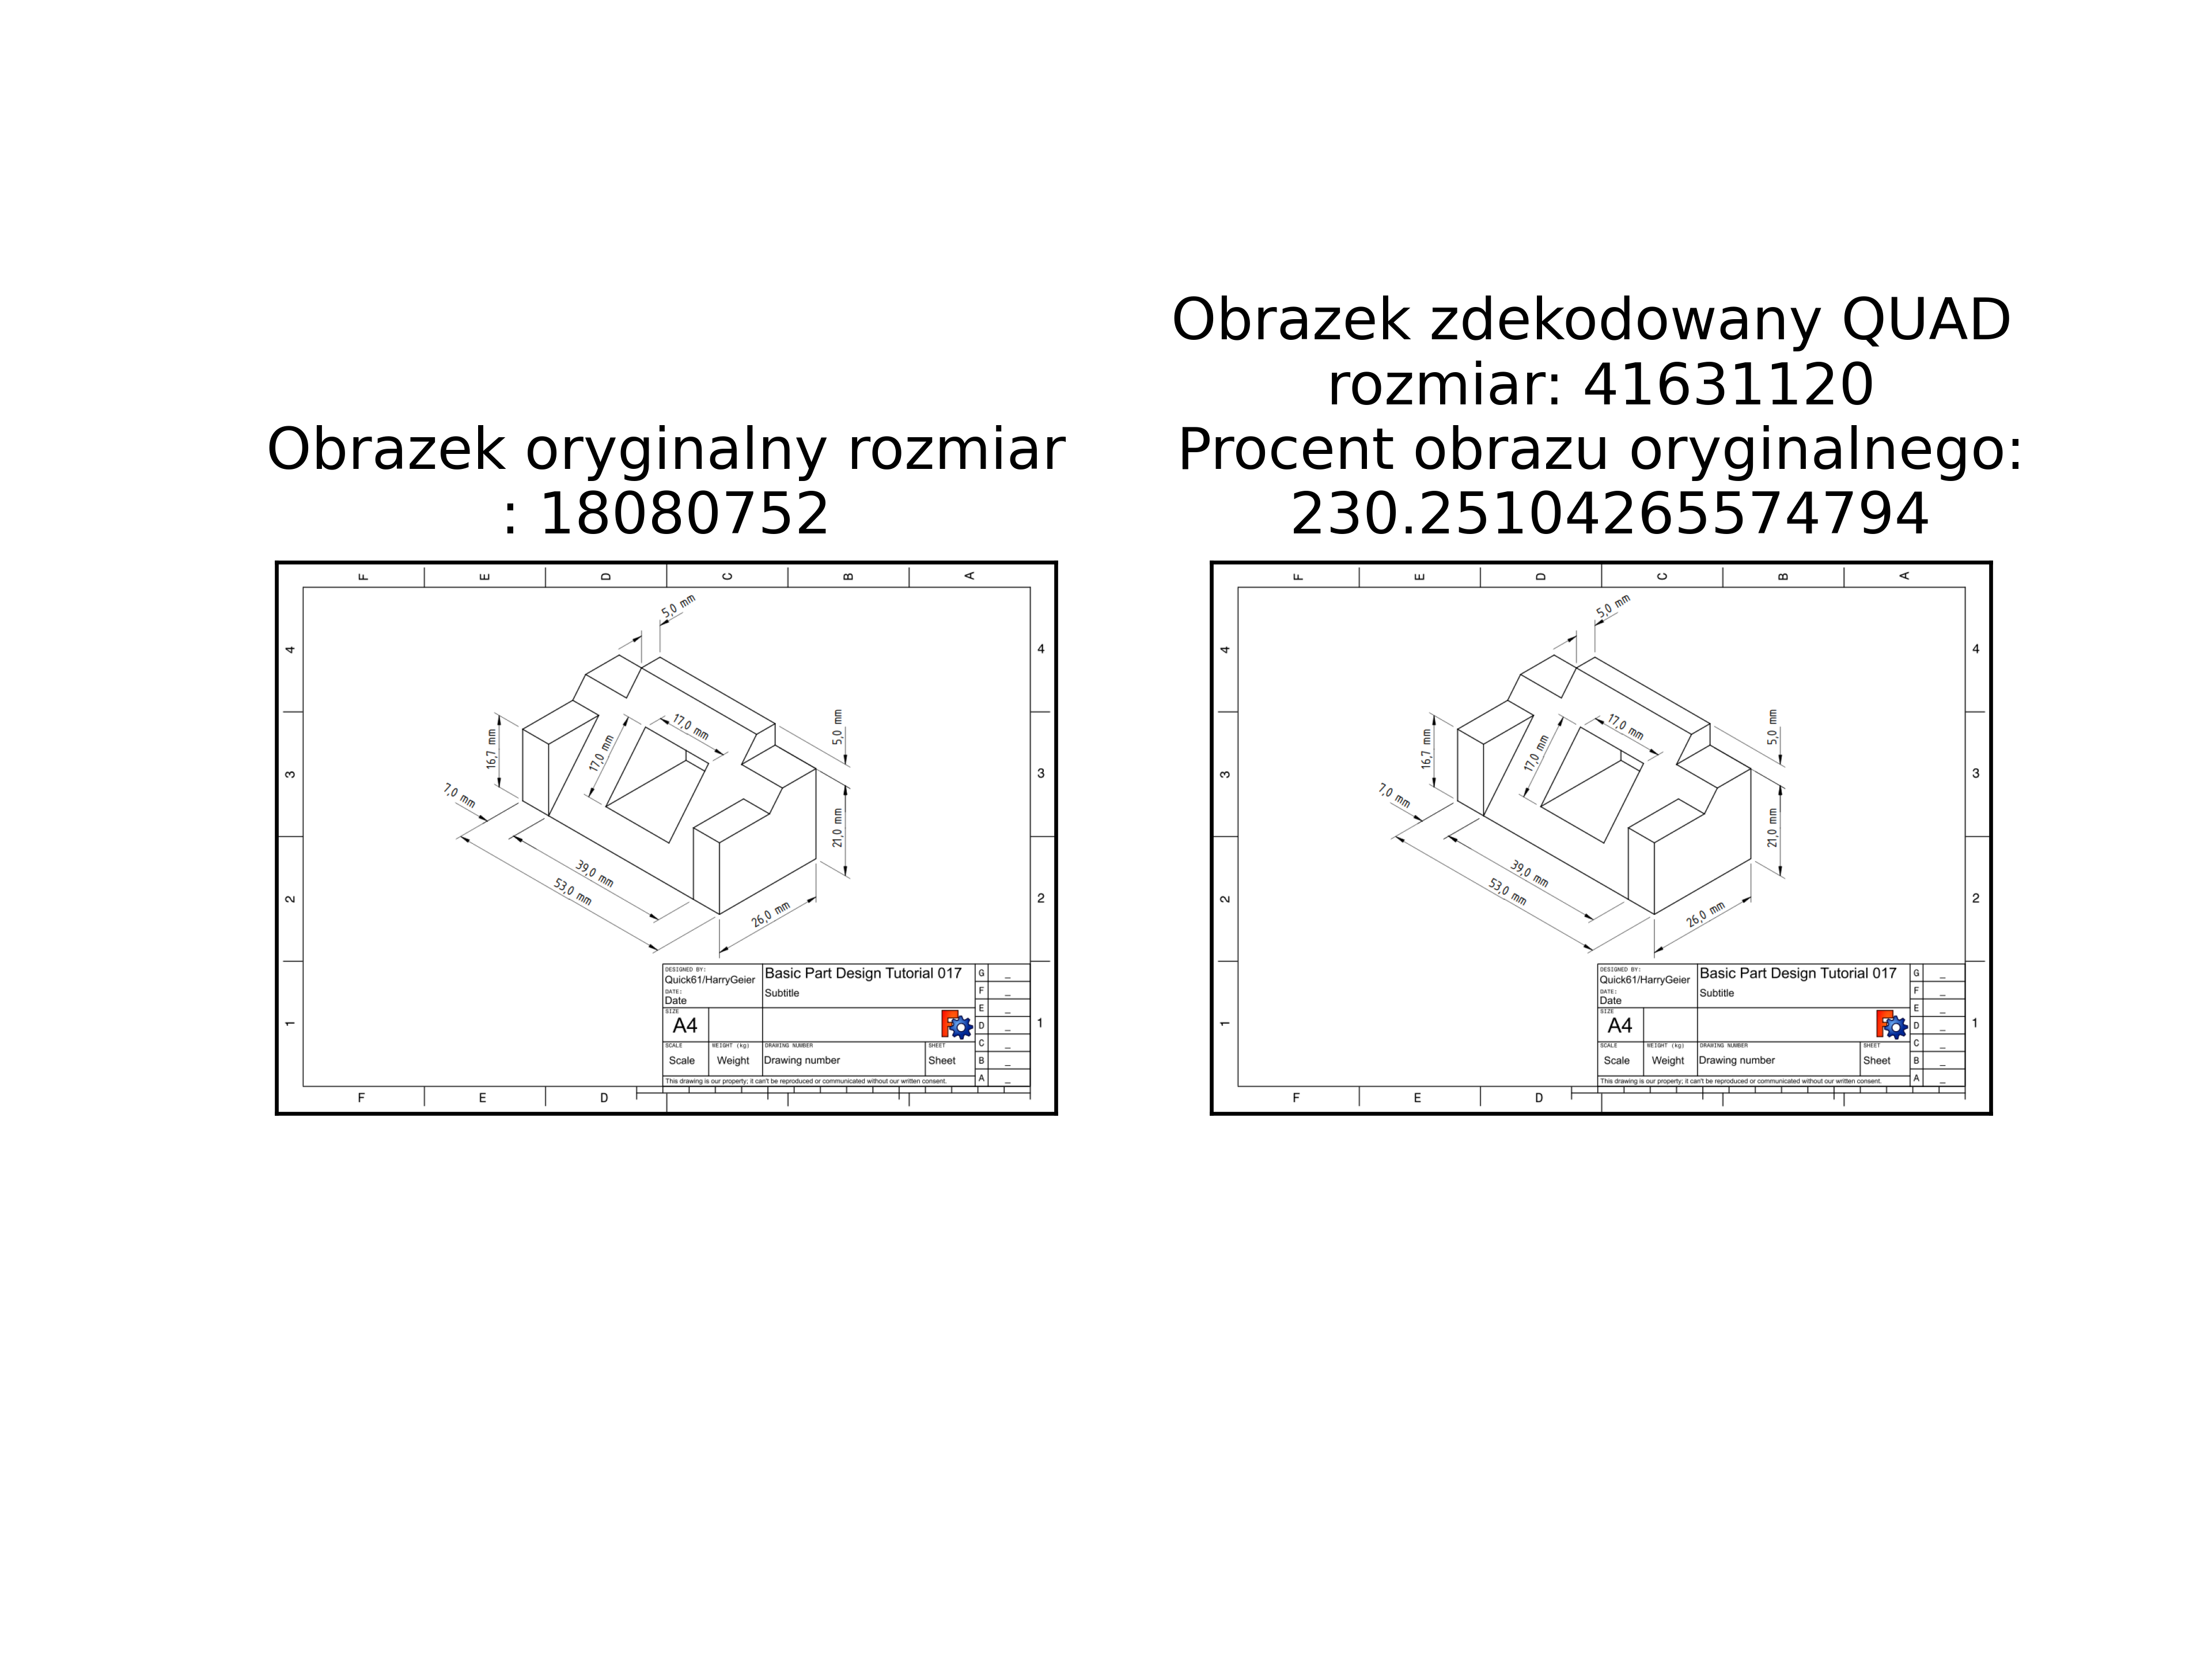 Obrazek oryginalny rozmiar
: 18080752
F E D C B A
4 4
3 3
2 2
1 1
5,0 mm
17,0 mm
17,0 mm
5,0 mm
16,7 mm
7,0 mm
21,0 mm
39,0 mm
53,0 mm
26,0 mm
DESIGNED BY:
Quick61/HarryGeier
DATE:
Date
Basic Part Design Tutorial 017
Subtitle
SIZE
A4
SCALE
Scale
WEIGHT (kg)
Weight
DRAWING NUMBER
Drawing number
SHEET
Sheet
This drawing is our property; it can't be reproduced or communicated without our written consent.
G _
F _
E _
D _
C _
B _
A _
F E D
Obrazek zdekodowany QUAD
rozmiar: 41631120
Procent obrazu oryginalnego:
230.25104265574794
F E D C B A
4 4
3 3
2 2
1 1
5,0 mm
17,0 mm
17,0 mm
5,0 mm
16,7 mm
7,0 mm
21,0 mm
39,0 mm
53,0 mm
26,0 mm
DESIGNED BY:
Quick61/HarryGeier
DATE:
Date
Basic Part Design Tutorial 017
Subtitle
SIZE
A4
SCALE
Scale
WEIGHT (kg)
Weight
DRAWING NUMBER
Drawing number
SHEET
Sheet
This drawing is our property; it can't be reproduced or communicated without our written consent.
G _
F _
E _
D _
C _
B _
A _
F E D